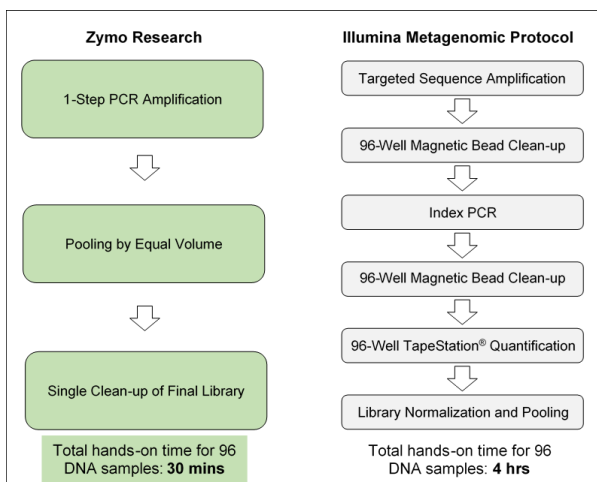 Zymo Research
1-Step PCR Amplification
Pooling by Equal Volume
Single Clean-up of Final Library
Total hands-on time for 96
DNA samples: 30 mins
Illumina Metagenomic Protocol
Targeted Sequence Amplification
96-Well Magnetic Bead Clean-up
Index PCR
96-Well Magnetic Bead Clean-up
96-Well TapeStation® Quantification
Library Normalization and Pooling
Total hands-on time for 96
DNA samples: 4 hrs